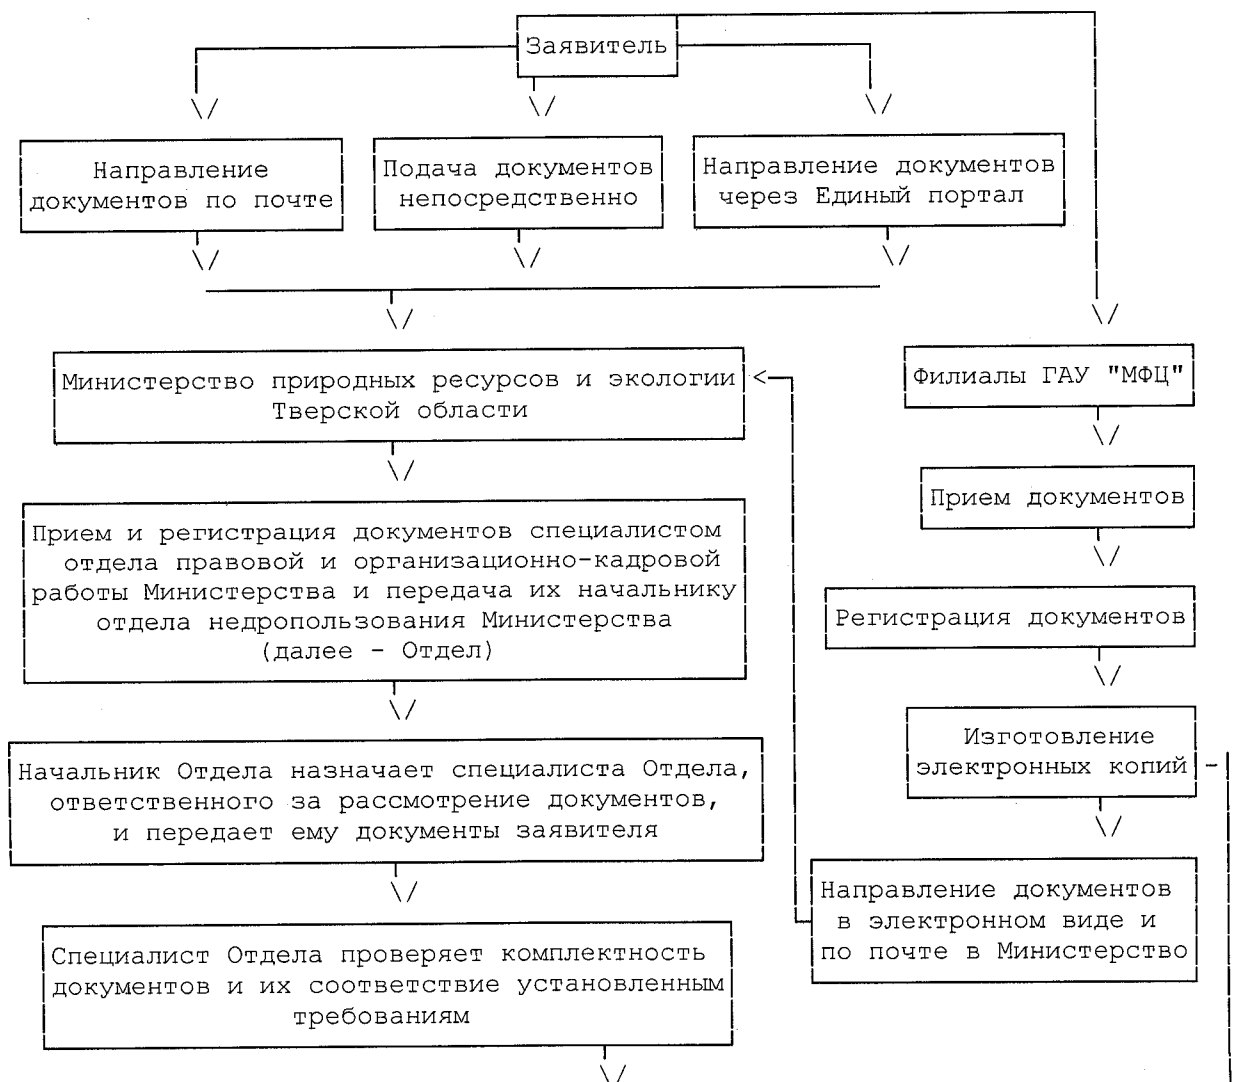 Заявитель
Направление
документов по почте
Подача документов
непосредственно
Направление документов
через Единый портал
Министерство природных ресурсов и экологии
Тверской области
Филиалы ГАУ "МФЦ"
Прием документов
Прием и регистрация документов специалистом
отдела правовой и организационно-кадровой
работы Министерства и передача их начальнику
отдела недропользования Министерства
(далее - Отдел)
Регистрация документов
Изготовление
электронных копий
Начальник Отдела назначает специалиста Отдела,
ответственного за рассмотрение документов,
и передает ему документы заявителя
Направление документов
в электронном виде и
по почте в Министерство
Специалист Отдела проверяет комплектность
документов и их соответствие установленным
требованиям